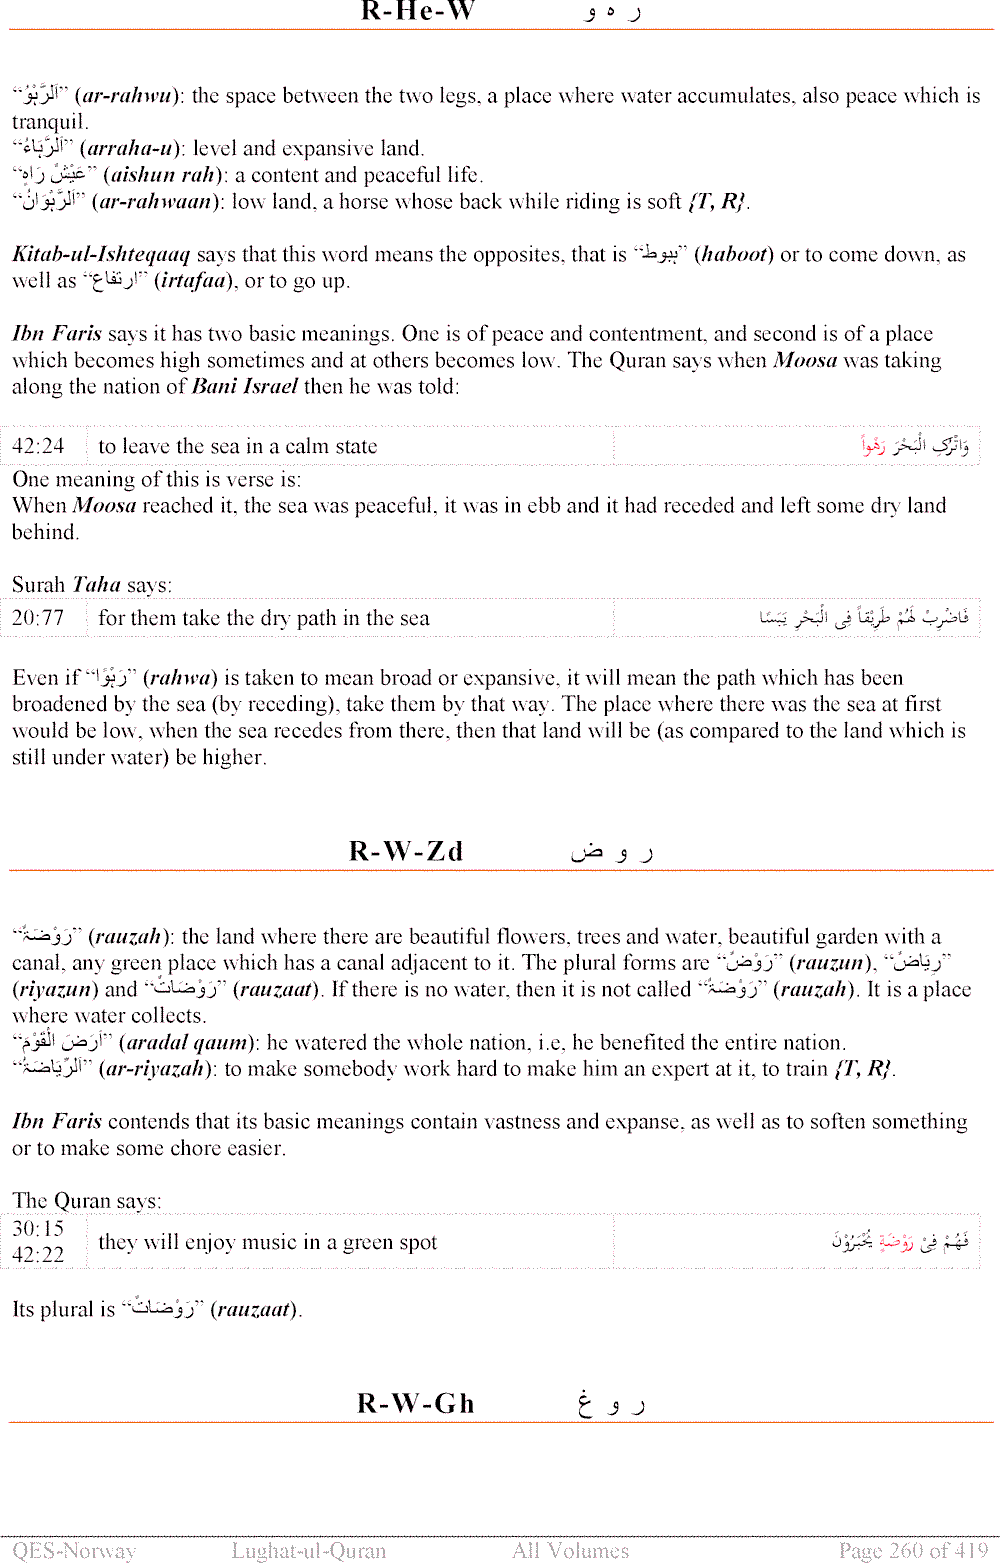 R-He-W ر ه و
“اَلرَّہْوُ” (ar-rahwu): the space between the two legs, a place where water accumulates, also peace which is
tranquil.
“اَلرَّہَاءُ” (arraha-u): level and expansive land.
“عَيْشٌ رَاہٍ” (aishun rah): a content and peaceful life.
“اَلرَّہْوَانُ” (ar-rahwaan): low land, a horse whose back while riding is soft {T, R}.
Kitab-ul-Ishteqaaq says that this word means the opposites, that is “ہبوط” (haboot) or to come down, as
well as “ارتفاع” (irtafaa), or to go up.
Ibn Faris says it has two basic meanings. One is of peace and contentment, and second is of a place
which becomes high sometimes and at others becomes low. The Quran says when Moosa was taking
along the nation of Bani Israel then he was told:
42:24 to leave the sea in a calm state وَاتْرُكِ الْبَحْرَ رَهْواً
One meaning of this is verse is:
When Moosa reached it, the sea was peaceful, it was in ebb and it had receded and left some dry land
behind.
Surah Taha says:
20:77 for them take the dry path in the sea فَاضْرِبْ لَهُمْ طَرِيْقاً فِى الْبَحْرِ يَبَسًا
Even if “رَہْوًا” (rahwa) is taken to mean broad or expansive, it will mean the path which has been
broadened by the sea (by receding), take them by that way. The place where there was the sea at first
would be low, when the sea recedes from there, then that land will be (as compared to the land which is
still under water) be higher.
R-W-Zd ر و ض
“رَوْضَۃٌ” (rauzah): the land where there are beautiful flowers, trees and water, beautiful garden with a
canal, any green place which has a canal adjacent to it. The plural forms are “رَوْضٌ” (rauzun), “رِيَاضٌ”
(riyazun) and “رَوْضَاتٌ” (rauzaat). If there is no water, then it is not called “رَوْضَۃٌ” (rauzah). It is a place
where water collects.
“اَرَضَ الْقَوْمَ” (aradal qaum): he watered the whole nation, i.e, he benefited the entire nation.
“اَلرِّيَاضَۃُ” (ar-riyazah): to make somebody work hard to make him an expert at it, to train {T, R}.
Ibn Faris contends that its basic meanings contain vastness and expanse, as well as to soften something
or to make some chore easier.
The Quran says:
30:15
42:22 they will enjoy music in a green spot فَهُمْ فِىْ رَوْضَةٍ يُحْبَرُوْنَ
Its plural is “رَوْضَاتٌ” (rauzaat).
R-W-Gh ر و غ
QES-Norway Lughat-ul-Quran All Volumes Page 260 of 419